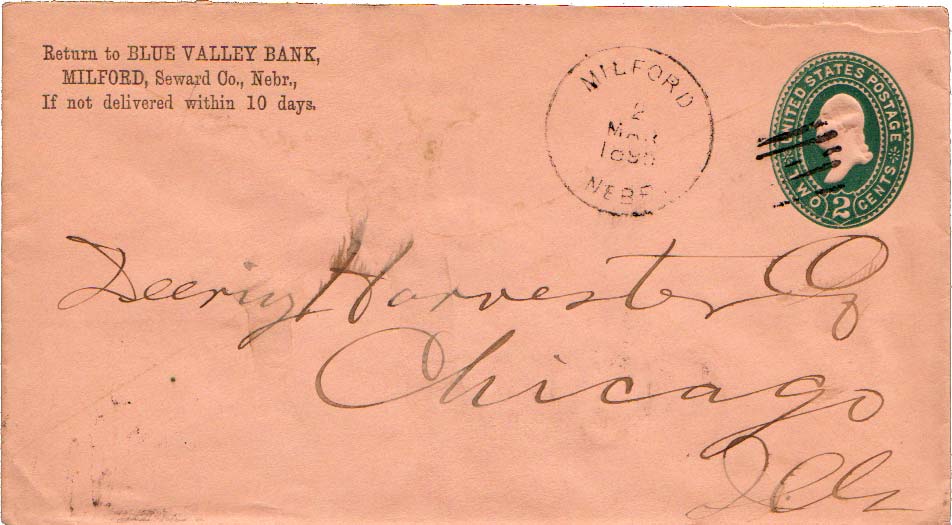 Return to BLUE VALLEY BANK,
MILFORD, Seward Co., Nebr.,
If not delivered within 10 days.
MILFORD
2
MAR
NEBR
UNITED STATES POSTAGE
TWO 2 CENTS
Deering Harvester Co
Chicago
Ills